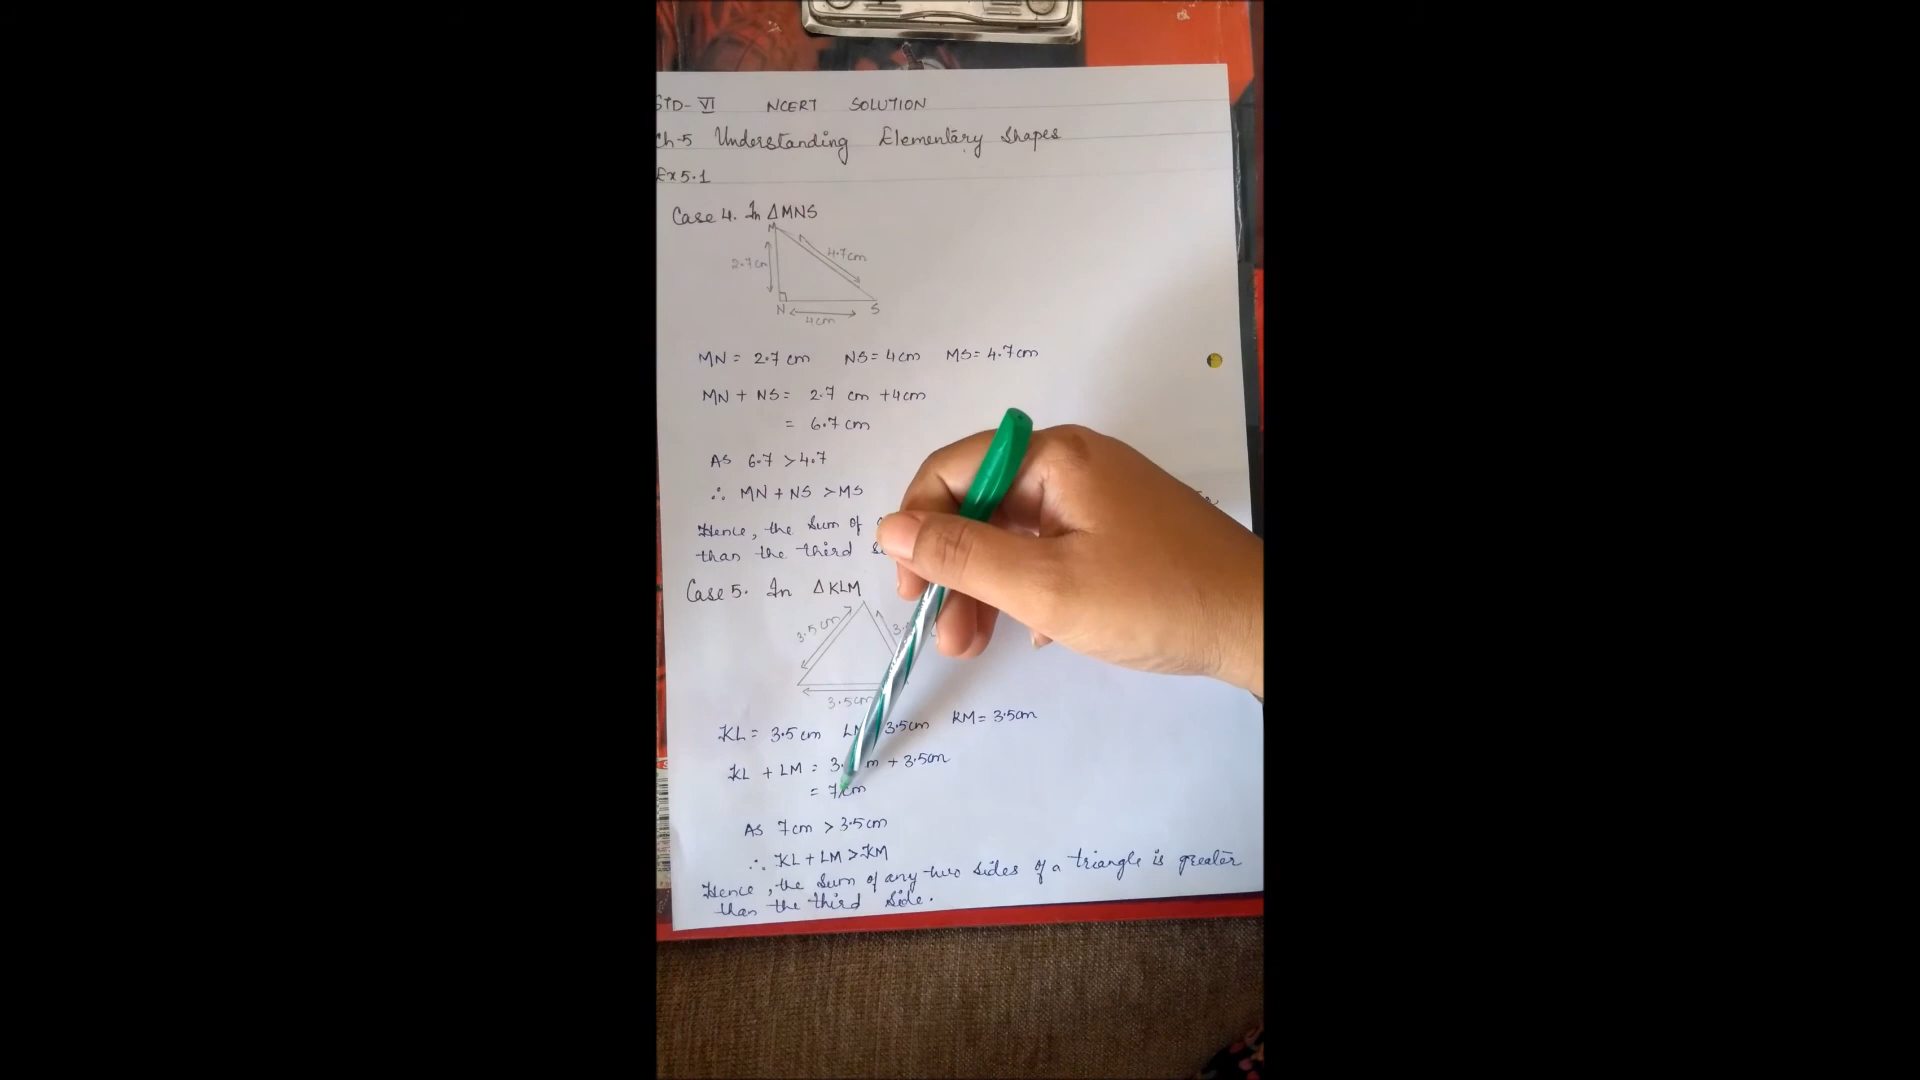 STD-VI NCERT SOLUTION
Ch-5 Understanding Elementary Shapes
Ex 5.1
Case 4. In ΔMNS
M
4.7cm
2.7cm
N S
4cm
MN = 2.7 cm NS = 4cm MS = 4.7cm
MN + NS = 2.7 cm + 4cm
= 6.7 cm
As 6.7 > 4.7
∴ MN + NS > MS
Hence, the sum of
than the third
Case 5. In ΔKLM
3.5 cm
3.5cm
KL = 3.5 cm 3.5cm KM = 3.5cm
KL + LM = + 3.5cm
= 7cm
As 7cm > 3.5cm
∴ KL + LM > KM
Hence, the sum of any two sides of a triangle is greater
than the third side.